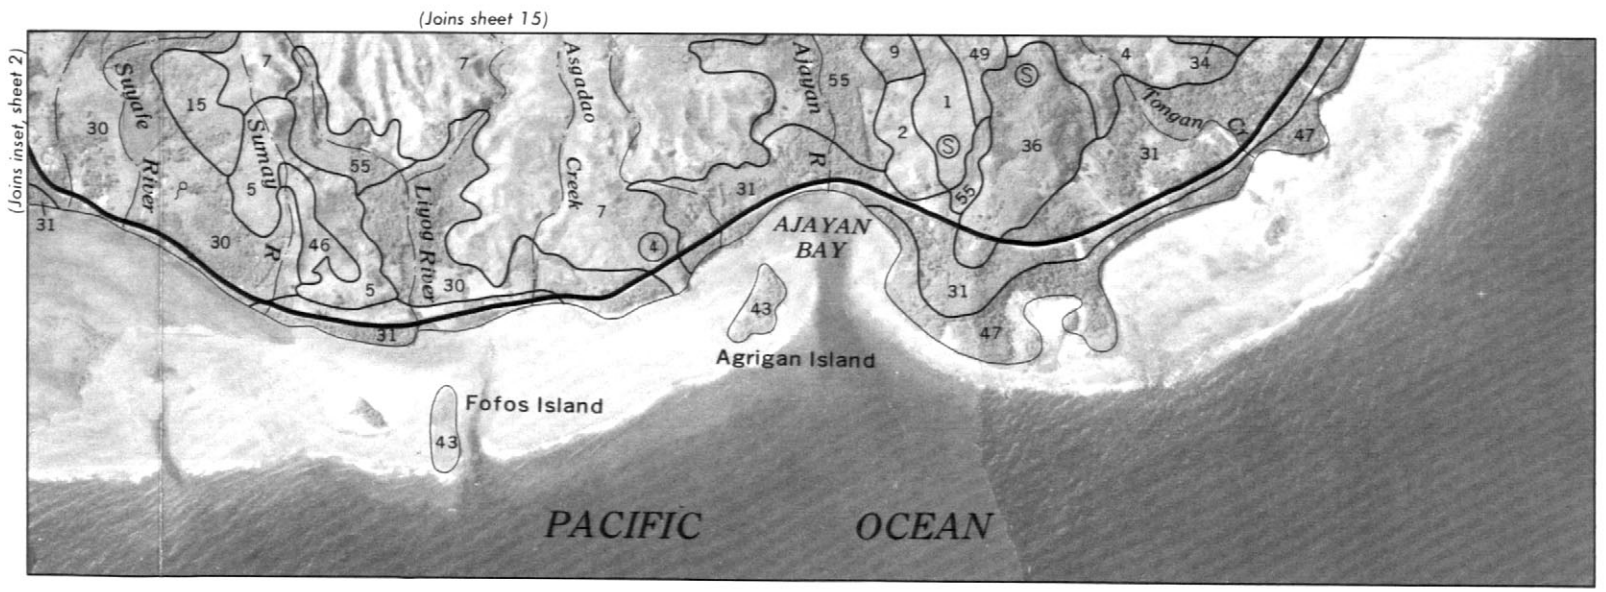 (Joins sheet 15)
(Joins inset, sheet 2)
7
7
Asgadao
Creek
Ajayan
R
55
9
49
S
4
34
Suyafe
River
30
15
Sumay
R
55
1
2
S
36
Tongan
Cr
47
31
5
Liyog River
31
55
31
30
46
7
4
AJAYAN
BAY
5
30
31
31
43
47
Agrigan Island
Fofos Island
43
PACIFIC OCEAN